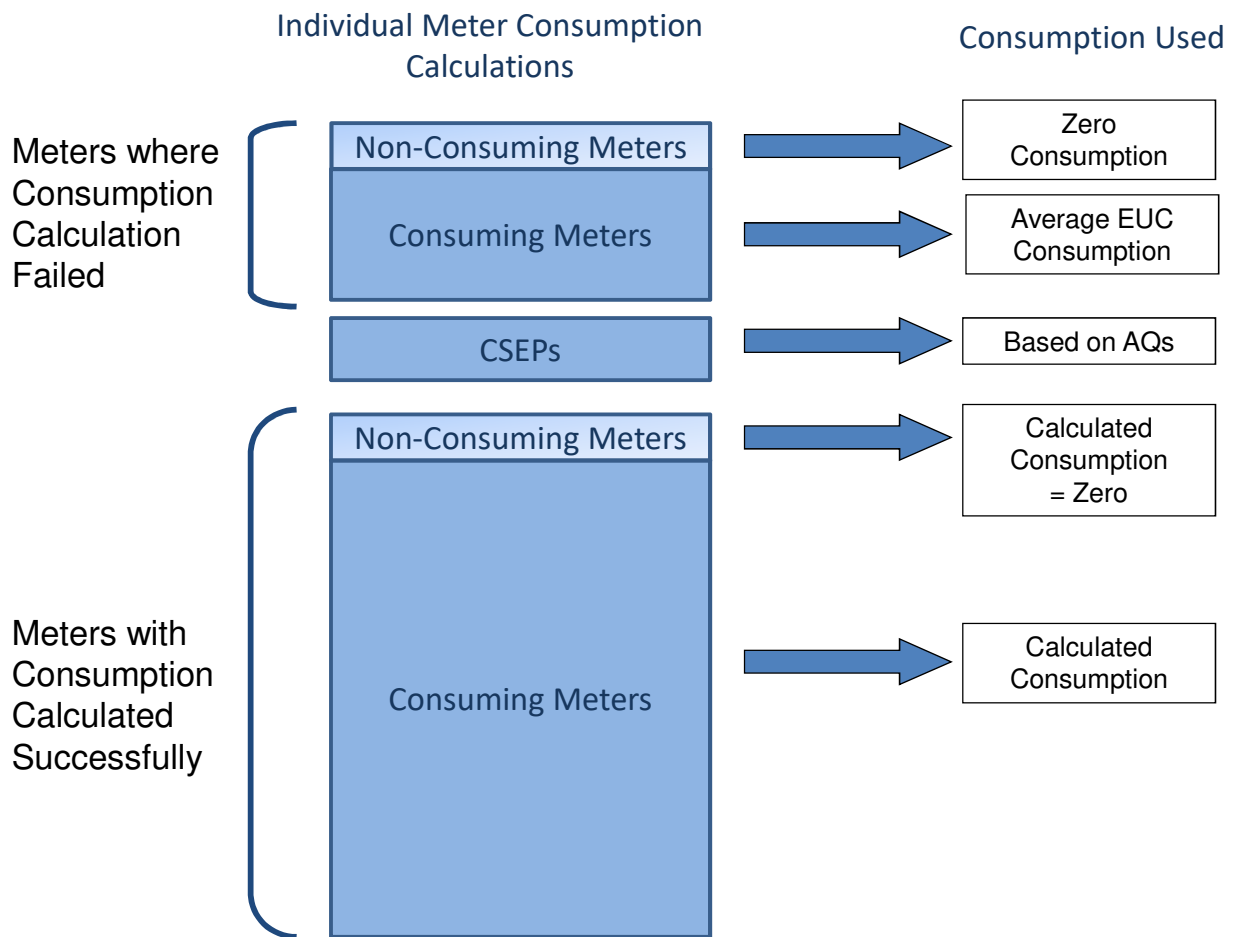 Individual Meter Consumption
Calculations
Consumption Used
Meters where
Consumption
Calculation
Failed
Non-Consuming Meters
Zero
Consumption
Consuming Meters
Average EUC
Consumption
CSEPs
Based on AQs
Meters with
Consumption
Calculated
Successfully
Non-Consuming Meters
Calculated
Consumption
= Zero
Consuming Meters
Calculated
Consumption